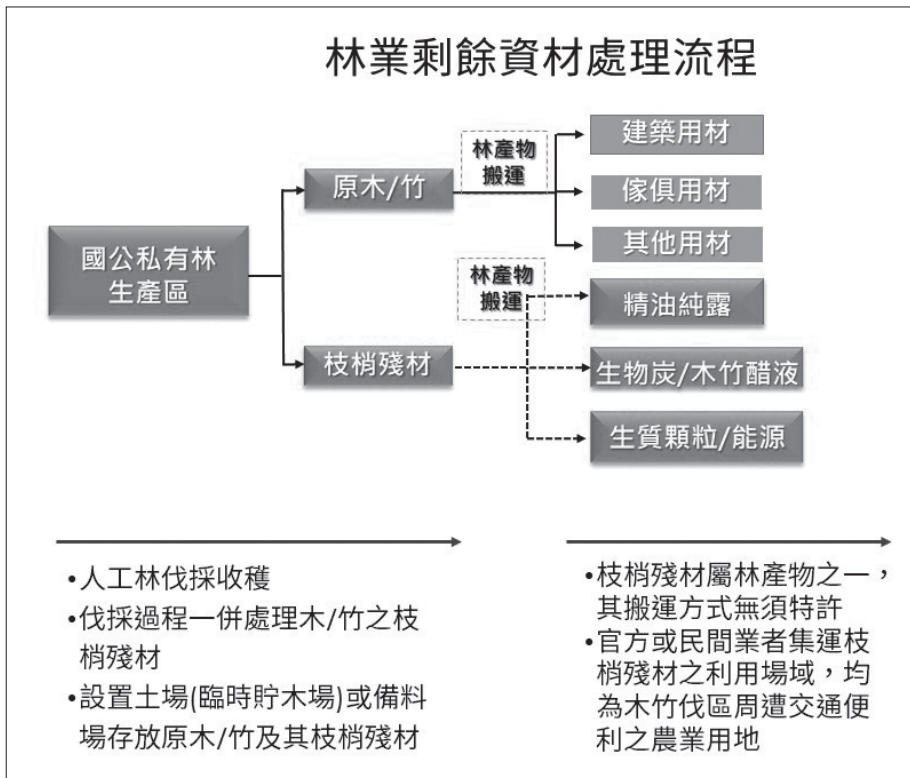 林業剩餘資材處理流程
林產物
搬運
建築用材
原木/竹
傢俱用材
其他用材
國公私有林
生產區
林產物
搬運
精油純露
枝梢殘材
生物炭/木竹醋液
生質顆粒/能源
•人工林伐採收穫
•伐採過程一併處理木/竹之枝
梢殘材
•設置土場(臨時貯木場)或備料
場存放原木/竹及其枝梢殘材
•枝梢殘材屬林產物之一，
其搬運方式無須特許
•官方或民間業者集運枝
梢殘材之利用場域，均
為木竹伐區周遭交通便
利之農業用地